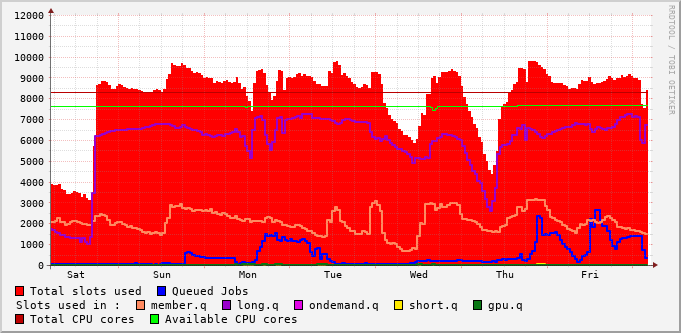 12000
11000
10000
9000
8000
7000
6000
5000
4000
3000
2000
1000
0
Sat Sun Mon Tue Wed Thu Fri
RRDTOOL / TOBI OETIKER
Total slots used Queued Jobs
Slots used in : member.q long.q ondemand.q short.q gpu.q
Total CPU cores Available CPU cores